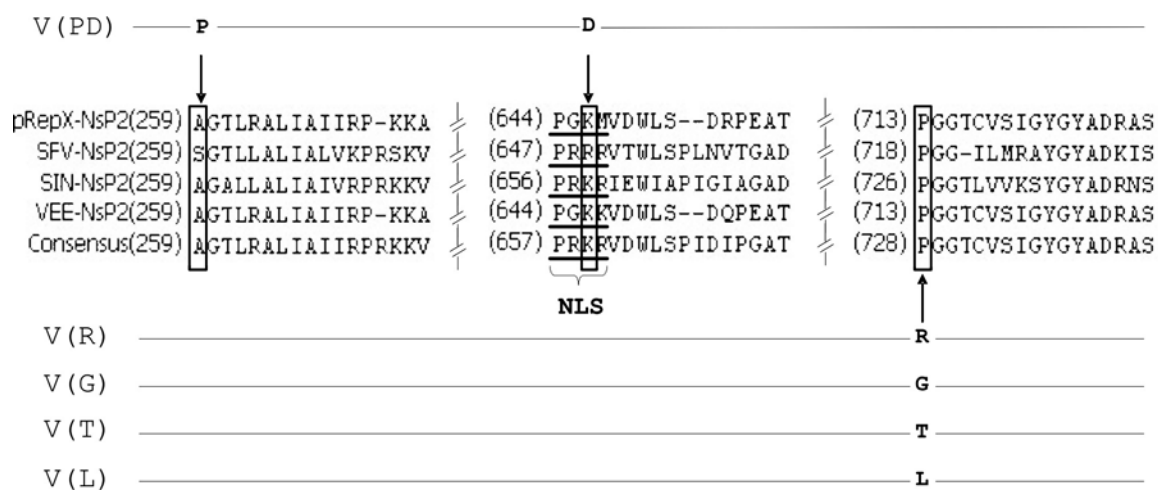 V(PD) P D
pRepX-NsP2(259) AGTLRALIAIIRP-KKA (644) PGKMVDWLS--DRPEAT (713) PGGTCVSIGYGYADRAS
SFV-NsP2(259) SGTLLALIALVKPRSKV (647) PRRRVTWLSPLNVTGAD (718) PGG-ILMRAYGYADKIS
SIN-NsP2(259) AGALLALIAIVRPRKKV (656) PRKRIEWIAPIGIAGAD (726) PGGTLVVKSYGYADRNS
VEE-NsP2(259) AGTLRALIAIIRP-KKA (644) PGKKVDWLS--DQPEAT (713) PGGTCVSIGYGYADRAS
Consensus(259) AGTLRALIAIIRPRKKV (657) PRKRVDWLSPIDIPGAT (728) PGGTCVSIGYGYADRAS
NLS
V(R) R
V(G) G
V(T) T
V(L) L